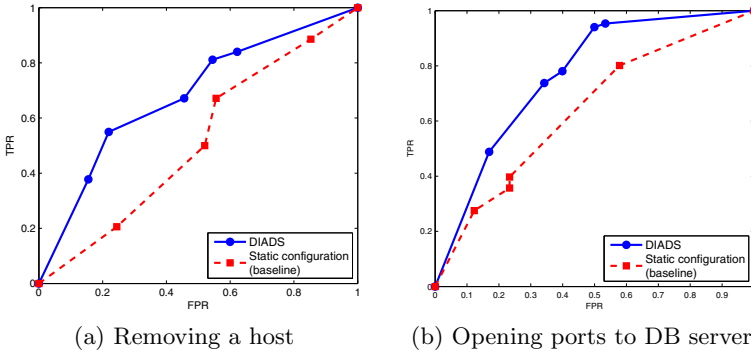 1
0.8
0.6
0.4
0.2
0
TPR
0
0.2
0.4
0.6
0.8
1
FPR
DIADS
Static configuration
(baseline)
(a) Removing a host
1
0.8
0.6
0.4
0.2
0
TPR
0
0.1
0.2
0.3
0.4
0.5
0.6
0.7
0.8
0.9
FPR
DIADS
Static configuration
(baseline)
(b) Opening ports to DB server